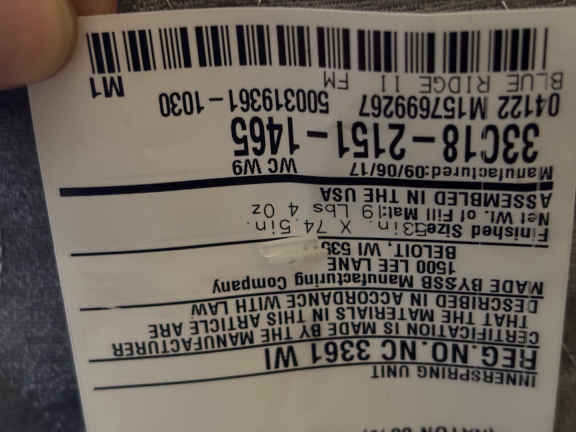 INNERSPRING UNIT
REG.NO.NC 3361 WI
CERTIFICATION IS MADE BY THE MANUFACTURER
THAT THE MATERIALS IN THIS ARTICLE ARE
DESCRIBED IN ACCORDANCE WITH LAW
MADE BY SSB Manufacturing Company
1500 LEE LANE
BELOIT, WI 535
Finished Size 53in. X 74.5in.
Net Wt. of Fill Mat:9 Lbs 4 Oz
ASSEMBLED IN THE USA
Manufactured:09/06/17 WC W9
33C18-2151-1465
04122 M157699267 500319361-1030
BLUE RIDGE II FM M1